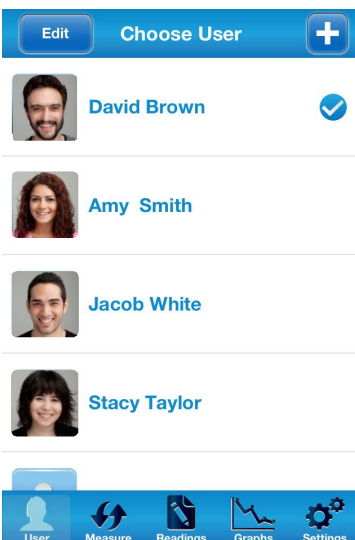 Edit Choose User
David Brown
Amy Smith
Jacob White
Stacy Taylor
User Measure Readings Graphs Settings